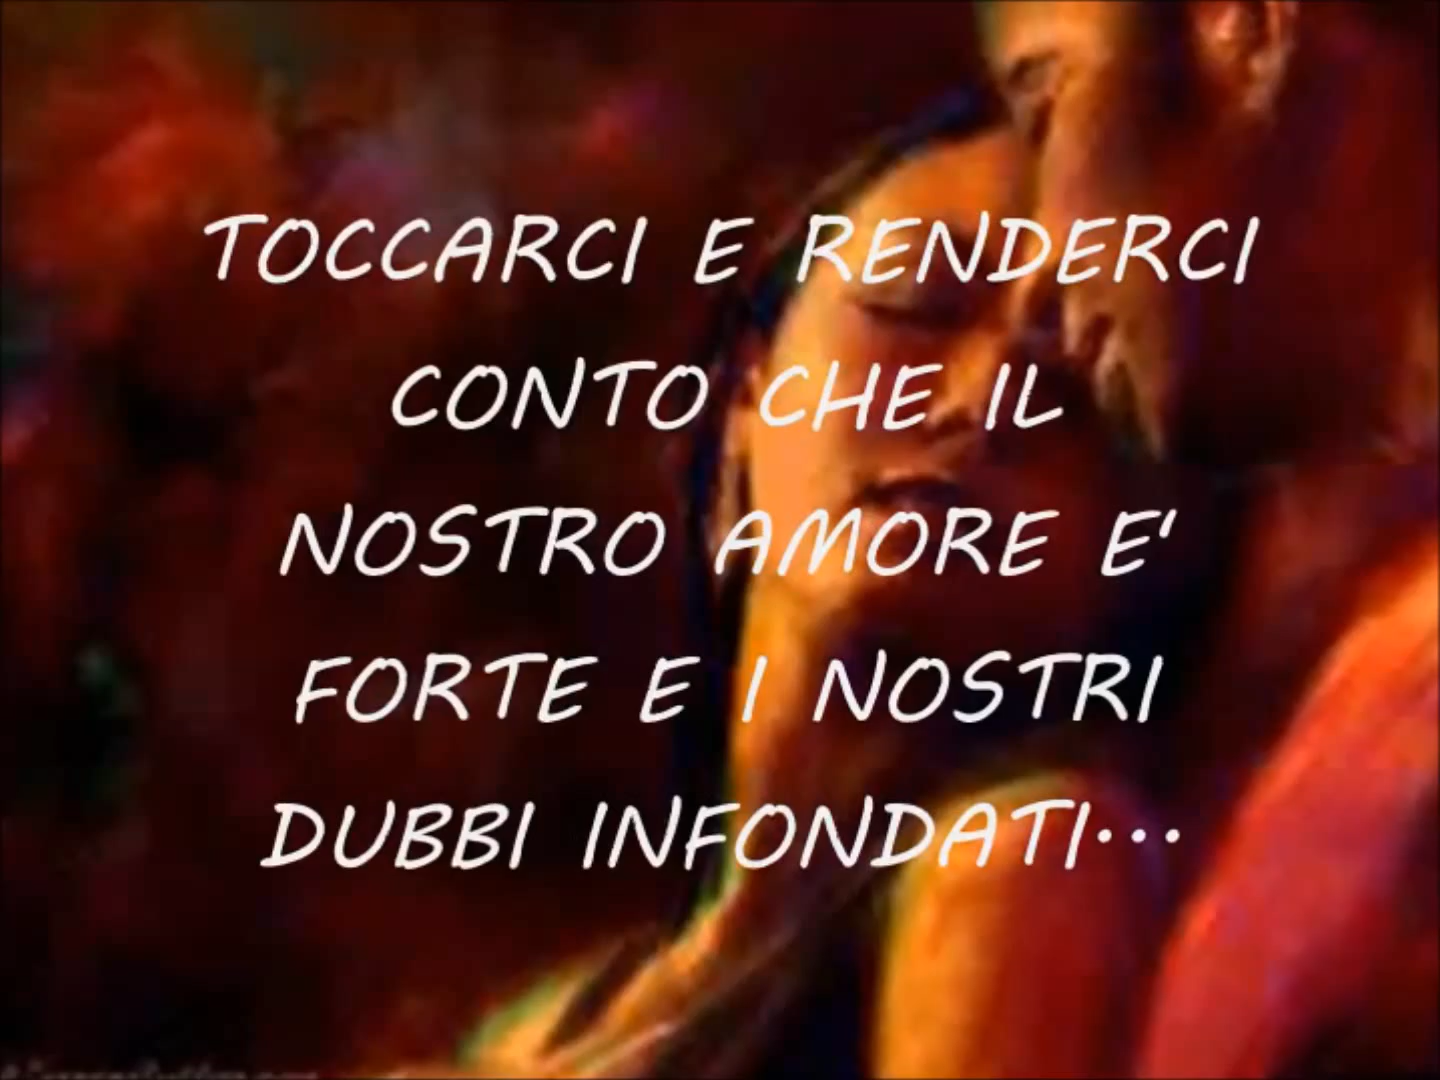 TOCCARCI E RENDERCI
CONTO CHE IL
NOSTRO AMORE E'
FORTE E I NOSTRI
DUBBI INFONDATI...